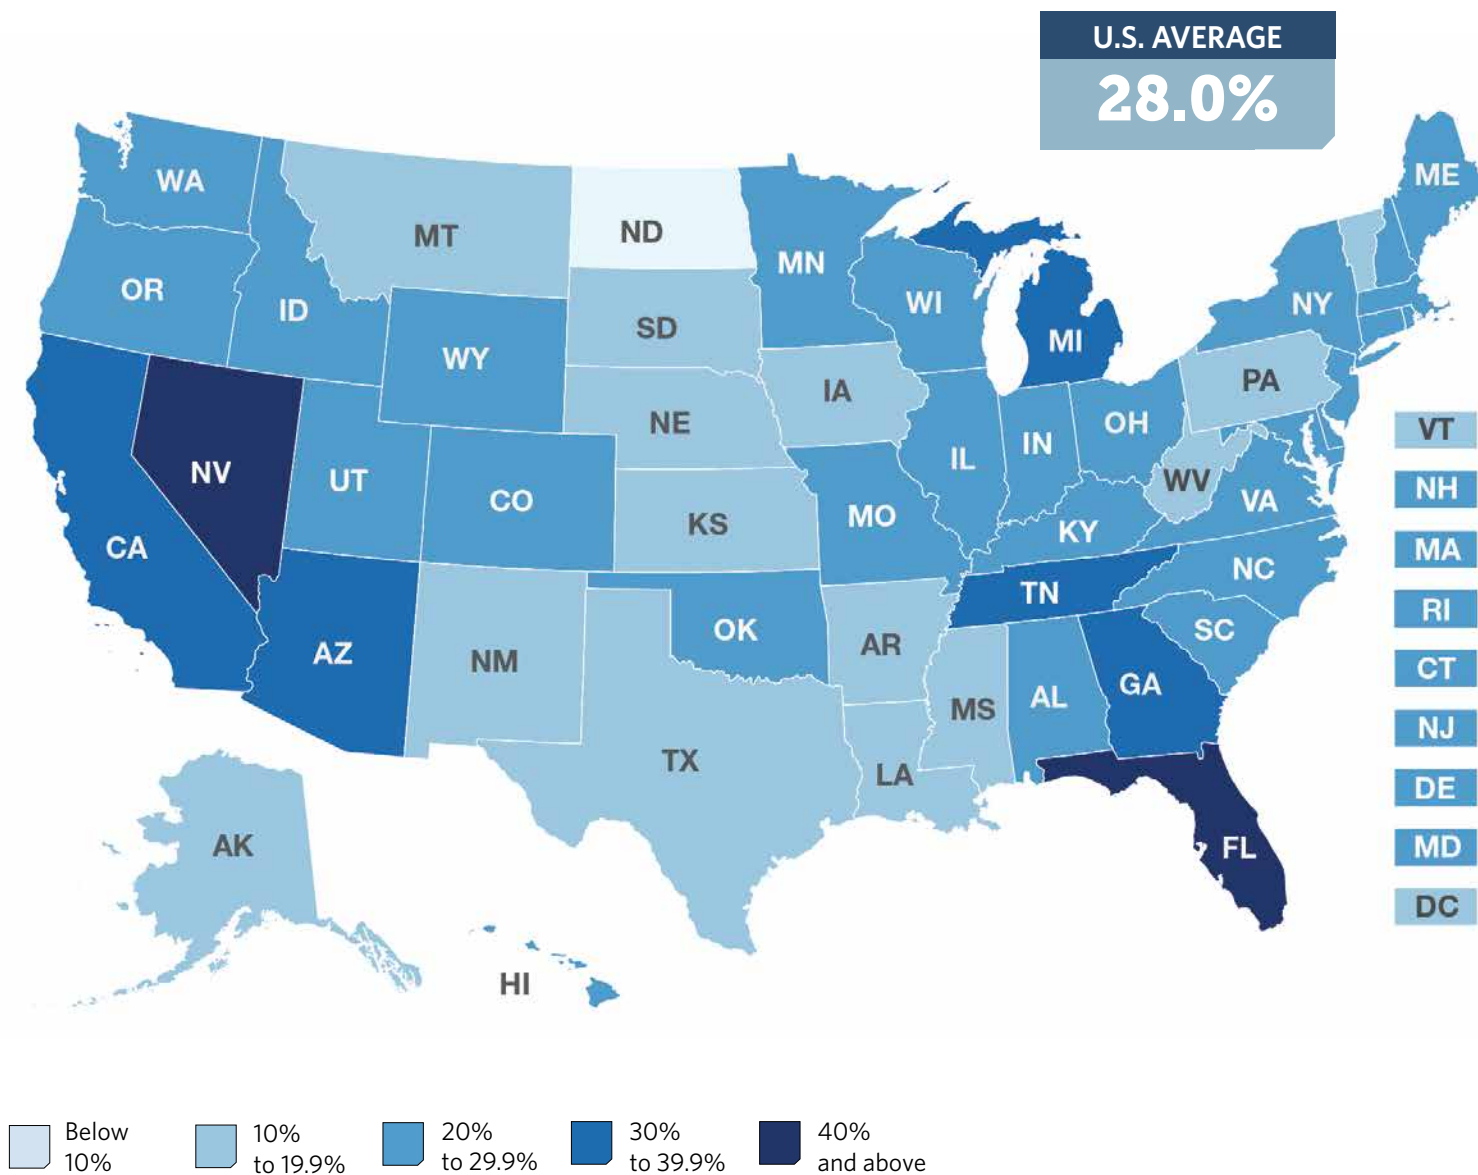 U.S. AVERAGE
28.0%
WA
MT
ND
MN
ME
OR
ID
WY
SD
WI
MI
NY
NV
UT
CO
NE
IA
IL
IN
OH
PA
CA
KS
MO
KY
WV
VA
AZ
NM
OK
AR
TN
NC
SC
TX
LA
MS
AL
GA
FL
AK
HI
VT
NH
MA
RI
CT
NJ
DE
MD
DC
Below
10%
10%
to 19.9%
20%
to 29.9%
30%
to 39.9%
40%
and above